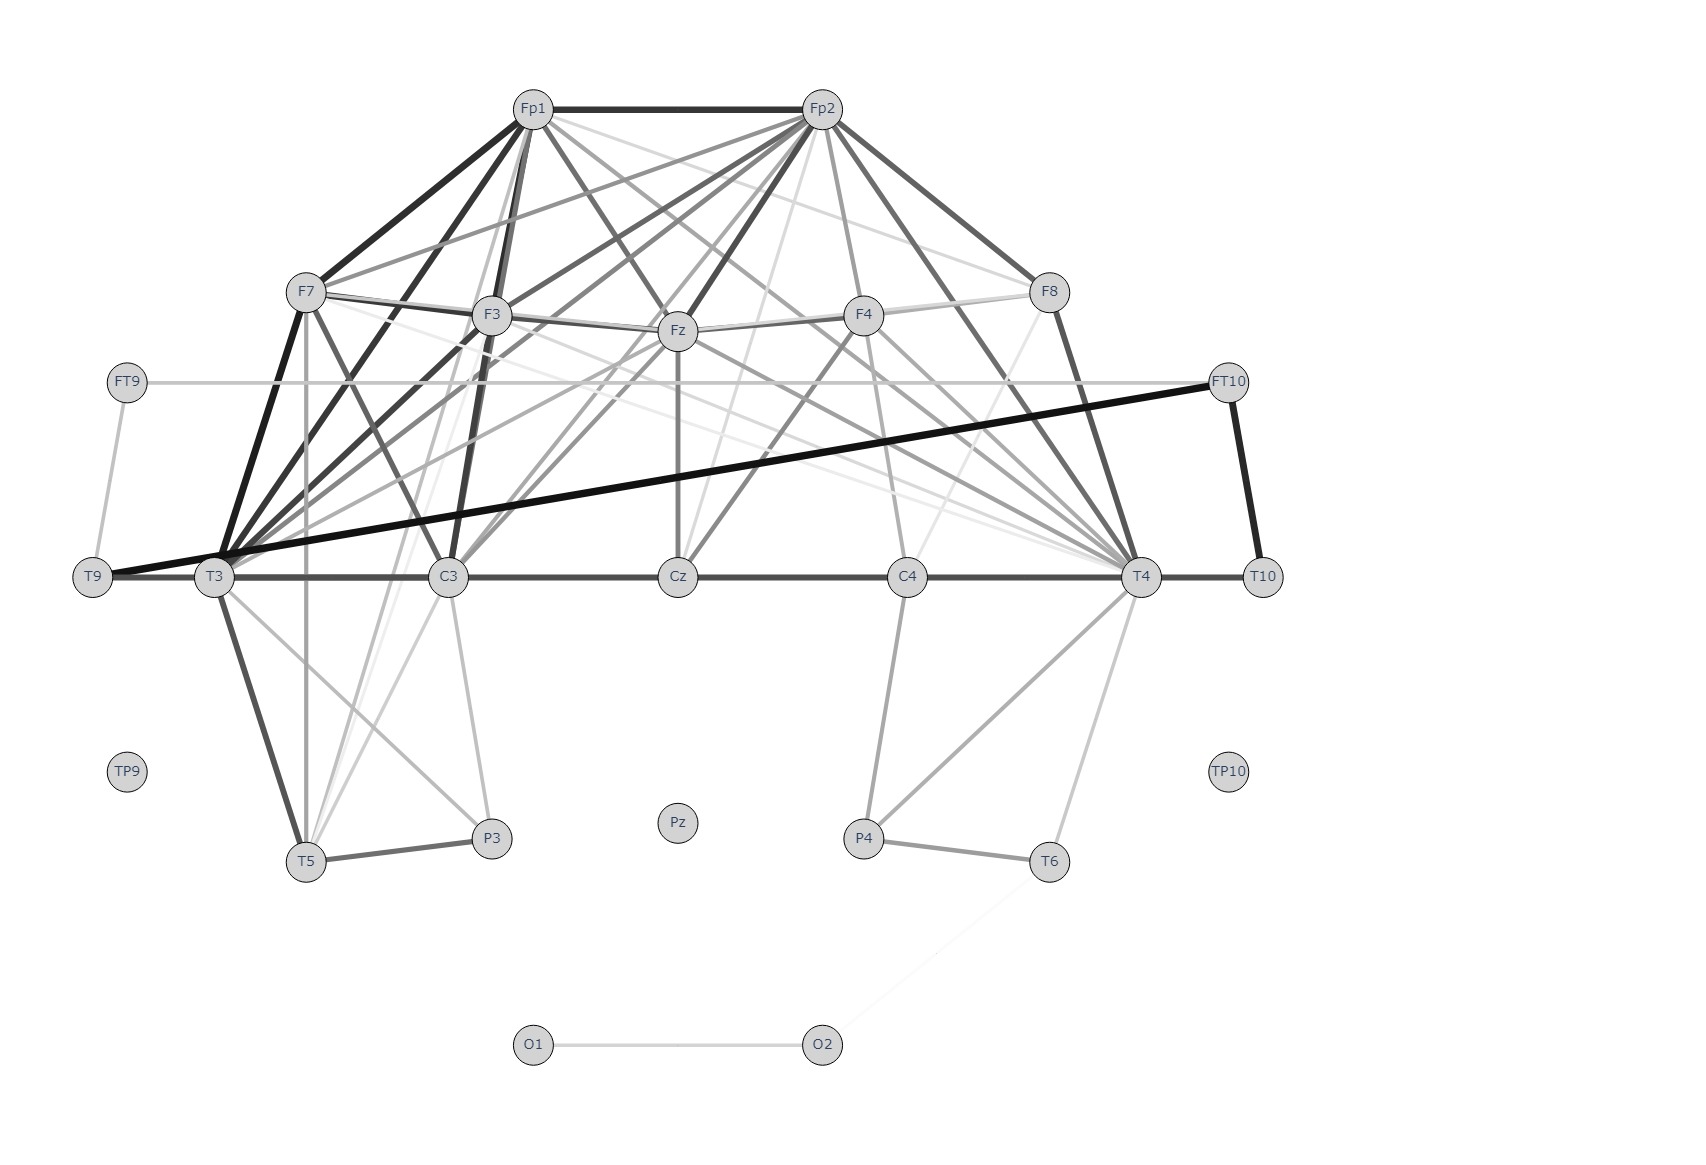 Fp1 Fp2
F7 F3 Fz F4 F8
FT9 FT10
T9 T3 C3 Cz C4 T4 T10
TP9 Pz TP10
T5 P3 P4 T6
O1 O2